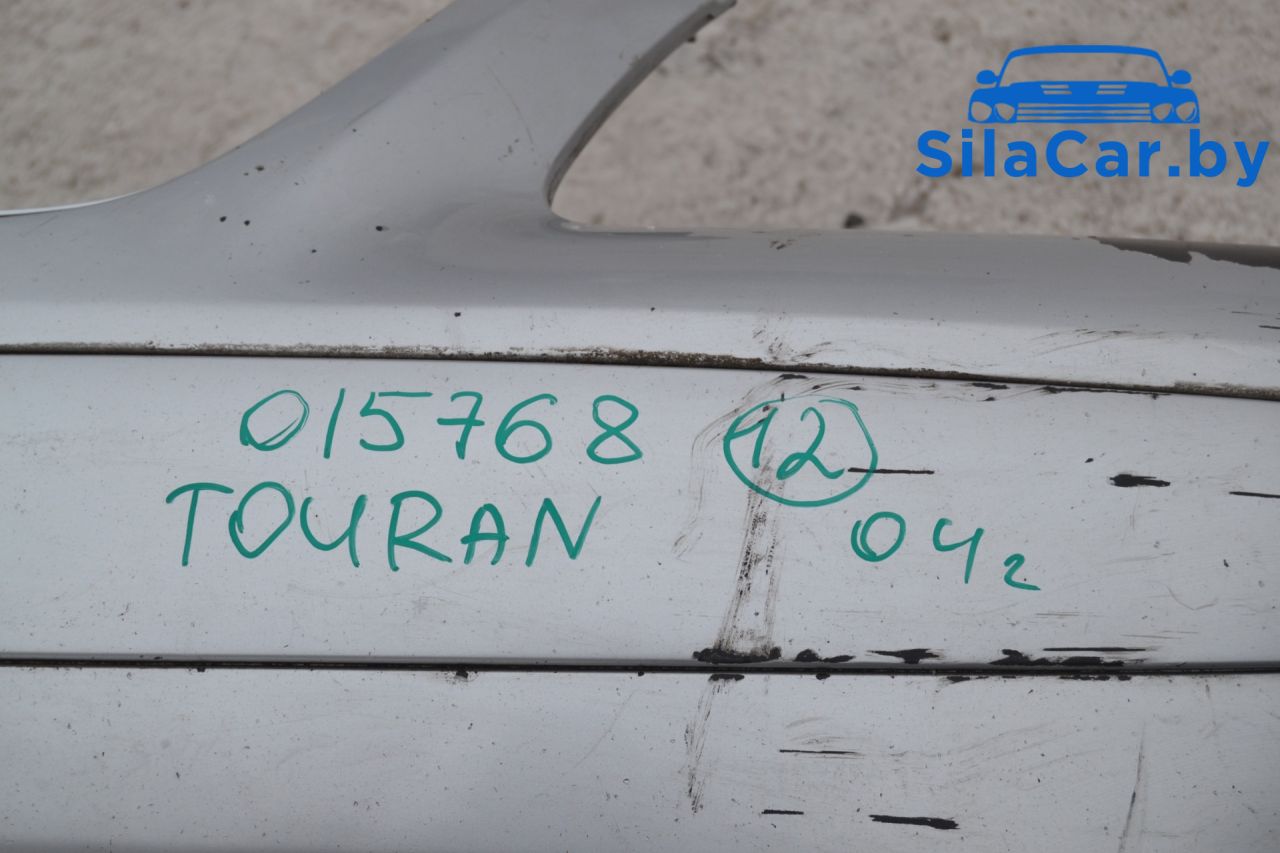 SilaCar.by
015768 12
TOURAN 04г